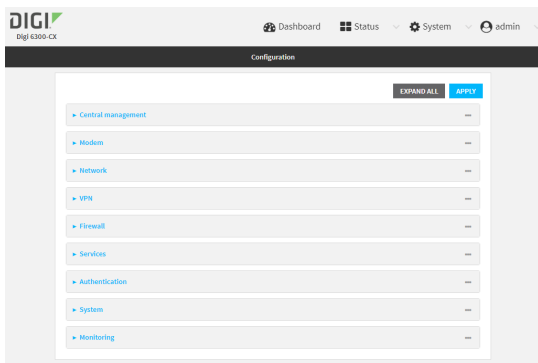 DIGI
Digi 6300-CX
Dashboard Status System admin
Configuration
EXPAND ALL APPLY
Central management
Modem
Network
VPN
Firewall
Services
Authentication
System
Monitoring